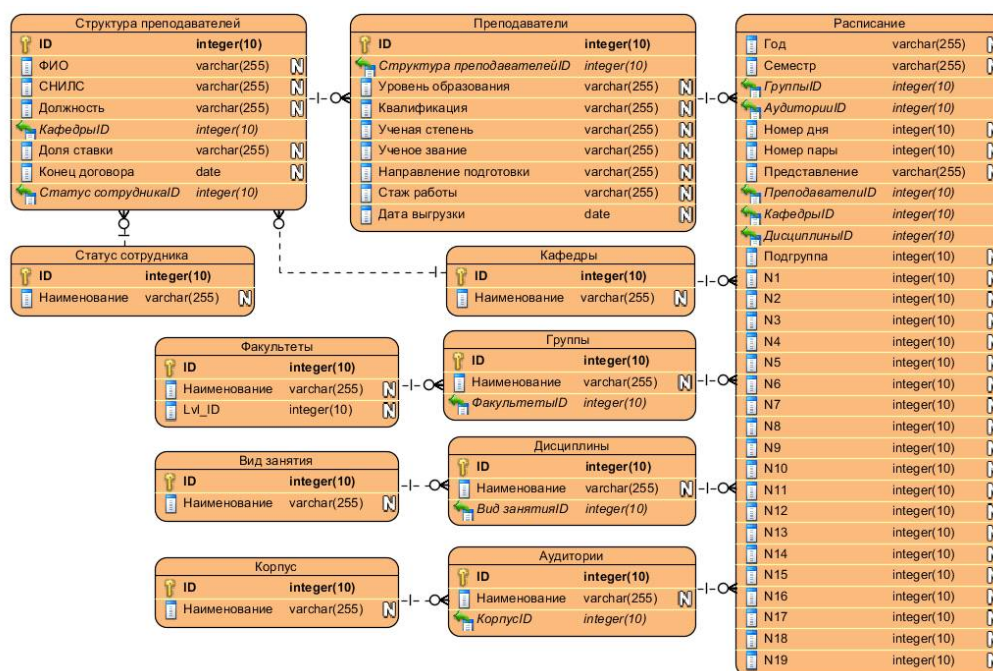 Структура преподавателей
ID integer(10)
ФИО varchar(255) N
СНИЛС varchar(255) N
Должность varchar(255) N
КафедрыID integer(10)
Доля ставки varchar(255) N
Конец договора date N
Статус сотрудникаID integer(10)
Преподаватели
ID integer(10)
Структура преподавателейID integer(10)
Уровень образования varchar(255) N
Квалификация varchar(255) N
Ученая степень varchar(255) N
Ученое звание varchar(255) N
Направление подготовки varchar(255) N
Стаж работы varchar(255) N
Дата выгрузки date N
Расписание
Год varchar(255) N
Семестр varchar(255) N
ГруппыID integer(10)
АудиторииID integer(10)
Номер дня integer(10) N
Номер пары integer(10) N
Представление varchar(255) N
ПреподавателиID integer(10)
КафедрыID integer(10)
ДисциплиныID integer(10)
Подгруппа integer(10) N
N1 integer(10) N
N2 integer(10) N
N3 integer(10) N
N4 integer(10) N
N5 integer(10) N
N6 integer(10) N
N7 integer(10) N
N8 integer(10) N
N9 integer(10) N
N10 integer(10) N
N11 integer(10) N
N12 integer(10) N
N13 integer(10) N
N14 integer(10) N
N15 integer(10) N
N16 integer(10) N
N17 integer(10) N
N18 integer(10) N
N19 integer(10) N
Статус сотрудника
ID integer(10)
Наименование varchar(255) N
Кафедры
ID integer(10)
Наименование varchar(255) N
Факультеты
ID integer(10)
Наименование varchar(255) N
Lvl_ID integer(10) N
Группы
ID integer(10)
Наименование varchar(255) N
ФакультетыID integer(10)
Вид занятия
ID integer(10)
Наименование varchar(255) N
Дисциплины
ID integer(10)
Наименование varchar(255) N
Вид занятияID integer(10)
Корпус
ID integer(10)
Наименование varchar(255) N
Аудитории
ID integer(10)
Наименование varchar(255) N
КорпусID integer(10)